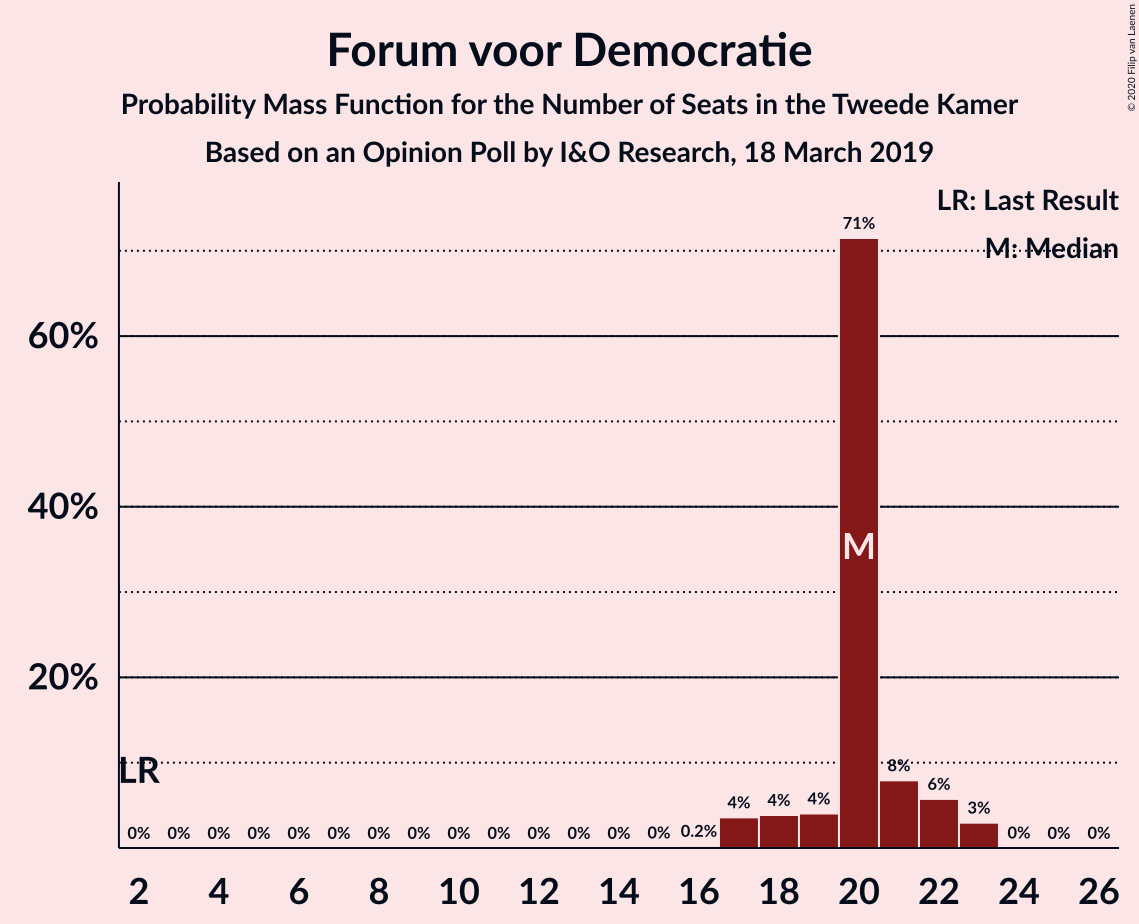 Forum voor Democratie
Probability Mass Function for the Number of Seats in the Tweede Kamer
Based on an Opinion Poll by I&O Research, 18 March 2019
© 2020 Filip van Laenen
LR: Last Result
M: Median
71%
60%
40%
M
20%
LR
8%
6%
4% 4% 4% 3%
0% 0% 0% 0% 0% 0% 0% 0% 0% 0% 0% 0% 0% 0% 0.2% 0% 0% 0%
2 4 6 8 10 12 14 16 18 20 22 24 26